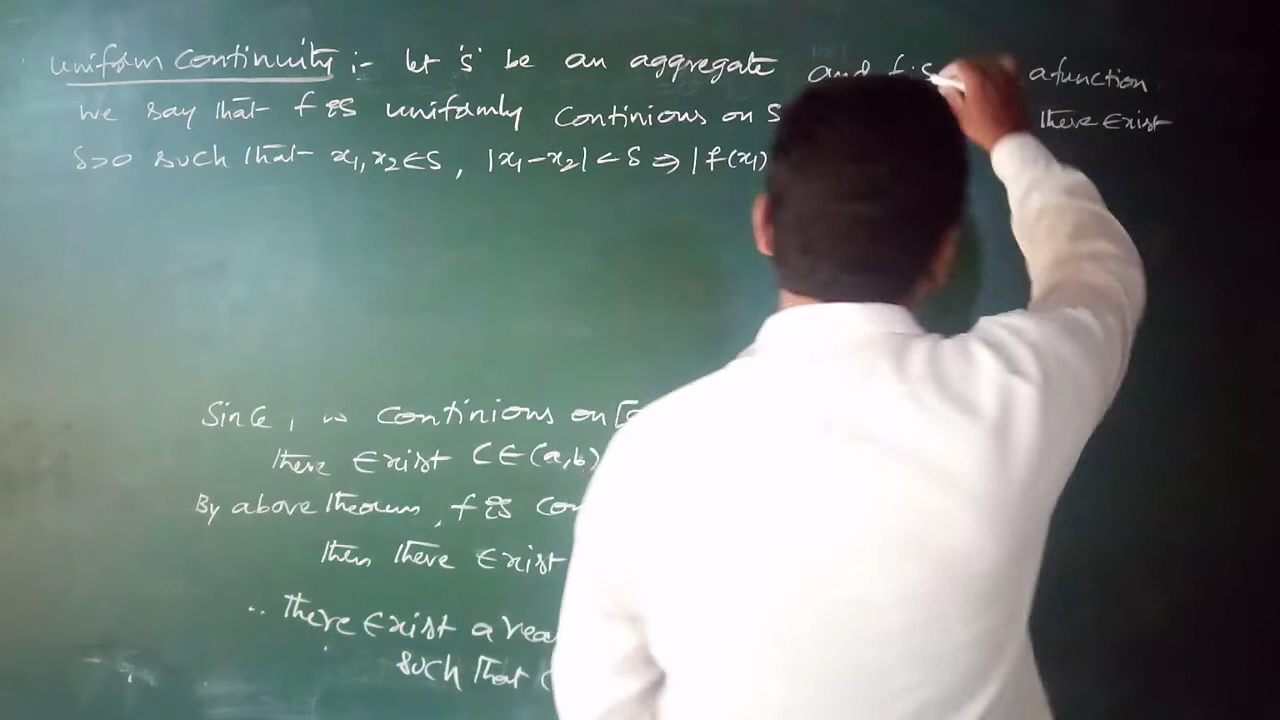 Uniform Continuity :- let 's' be an aggregate and f: S a function
We say that f is uniformly continious on S there exist
δ>0 such that x₁, x₂ ∈ S, |x₁-x₂| < δ ⇒ |f(x₁)
Since, is continious on [a
there exist C∈(a,b)
By above theorem, f is con
then there exist
∴ there exist a real
such that